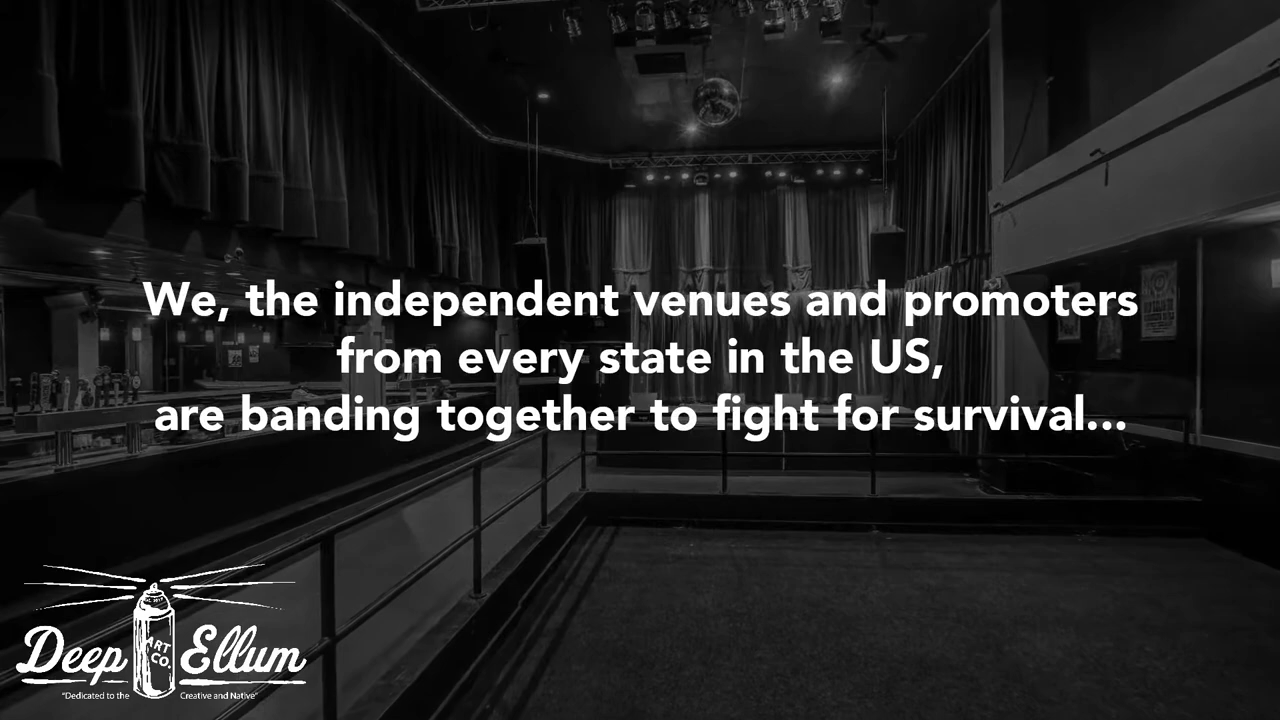 We, the independent venues and promoters
from every state in the US,
are banding together to fight for survival...
Deep ART CO. Ellum
"Dedicated to the Creative and Native"